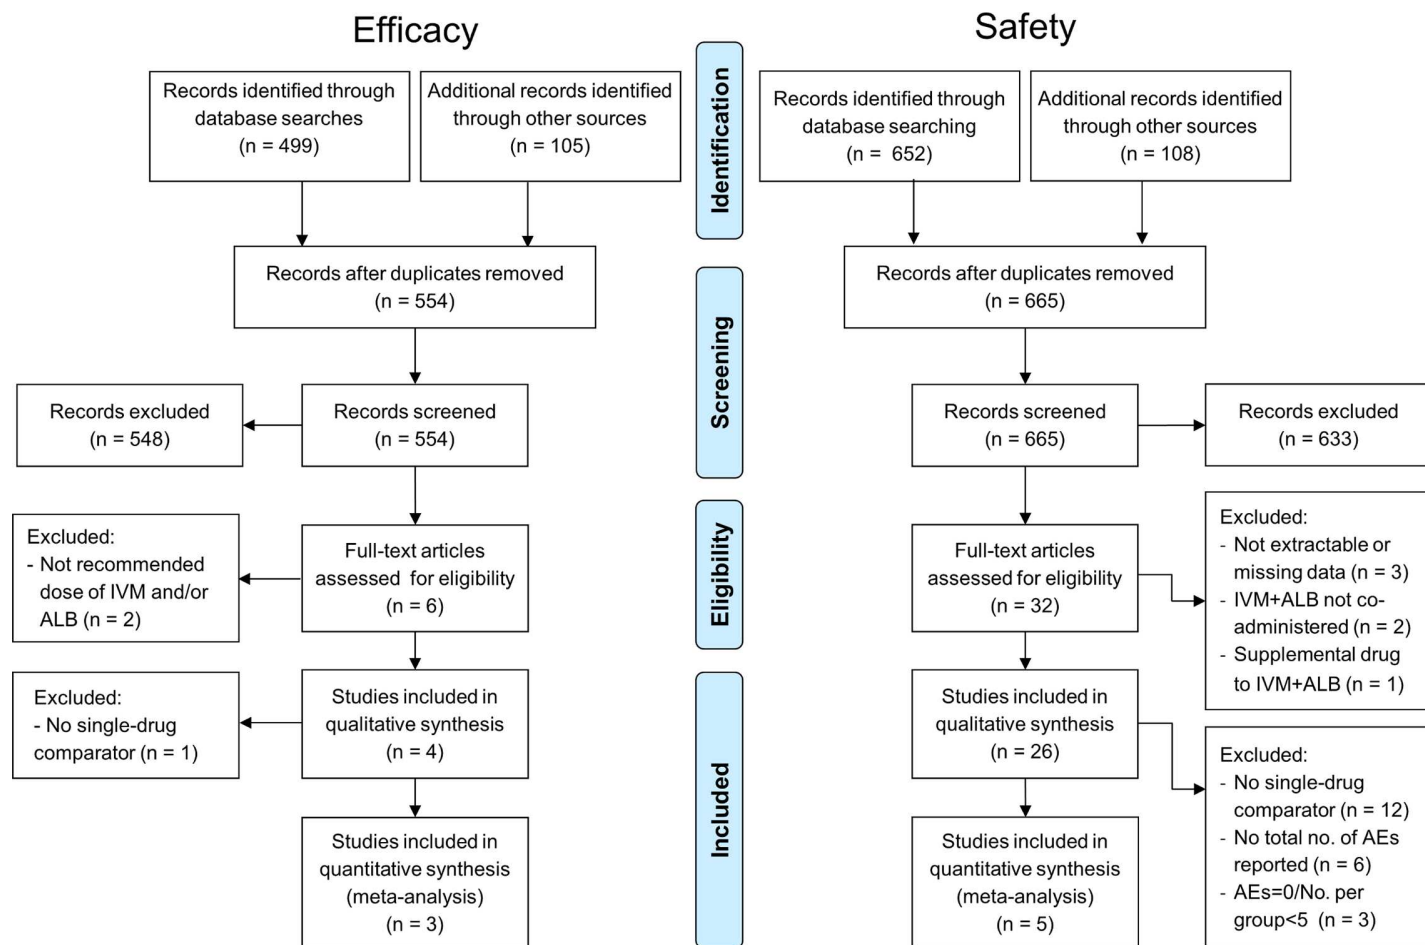 Efficacy
Safety
Identification
Screening
Eligibility
Included
Records identified through
database searches
(n = 499)
Additional records identified
through other sources
(n = 105)
Records after duplicates removed
(n = 554)
Records excluded
(n = 548)
Records screened
(n = 554)
Excluded:
- Not recommended
dose of IVM and/or
ALB (n = 2)
Full-text articles
assessed for eligibility
(n = 6)
Excluded:
- No single-drug
comparator (n = 1)
Studies included in
qualitative synthesis
(n = 4)
Studies included in
quantitative synthesis
(meta-analysis)
(n = 3)
Records identified through
database searching
(n = 652)
Additional records identified
through other sources
(n = 108)
Records after duplicates removed
(n = 665)
Records screened
(n = 665)
Records excluded
(n = 633)
Full-text articles
assessed for eligibility
(n = 32)
Excluded:
- Not extractable or
missing data (n = 3)
- IVM+ALB not co-
administered (n = 2)
- Supplemental drug
to IVM+ALB (n = 1)
Studies included in
qualitative synthesis
(n = 26)
Excluded:
- No single-drug
comparator (n = 12)
- No total no. of AEs
reported (n = 6)
- AEs=0/No. per
group<5 (n = 3)
Studies included in
quantitative synthesis
(meta-analysis)
(n = 5)